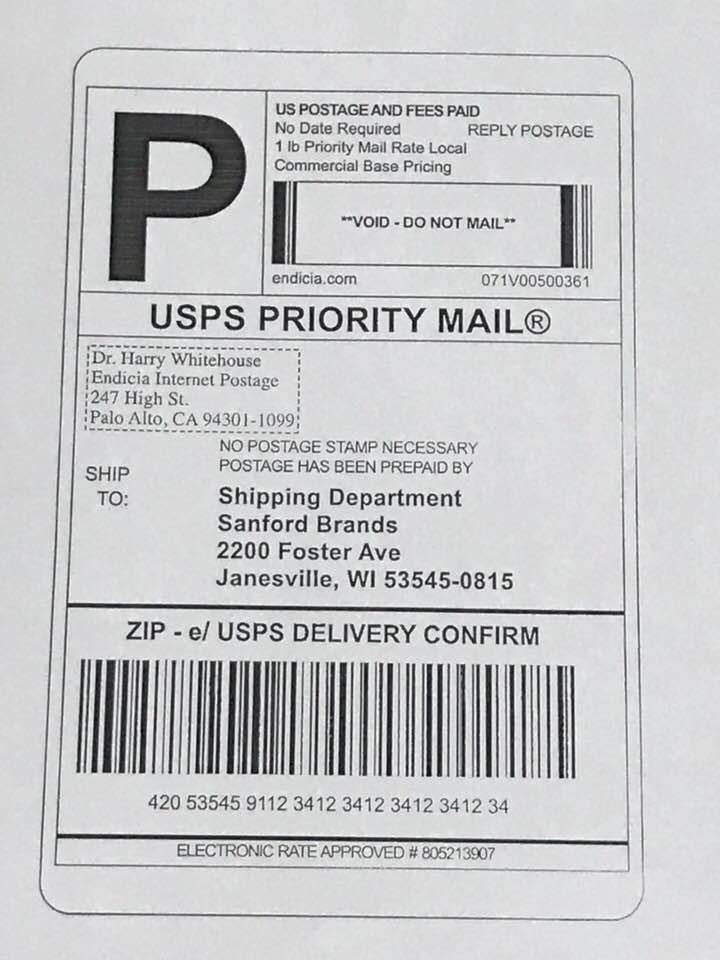 P
US POSTAGE AND FEES PAID
No Date Required REPLY POSTAGE
1 lb Priority Mail Rate Local
Commercial Base Pricing
**VOID - DO NOT MAIL**
endicia.com 071V00500361
USPS PRIORITY MAIL®
Dr. Harry Whitehouse
Endicia Internet Postage
247 High St.
Palo Alto, CA 94301-1099
NO POSTAGE STAMP NECESSARY
POSTAGE HAS BEEN PREPAID BY
SHIP
TO:
Shipping Department
Sanford Brands
2200 Foster Ave
Janesville, WI 53545-0815
ZIP - e/ USPS DELIVERY CONFIRM
420 53545 9112 3412 3412 3412 3412 34
ELECTRONIC RATE APPROVED # 805213907